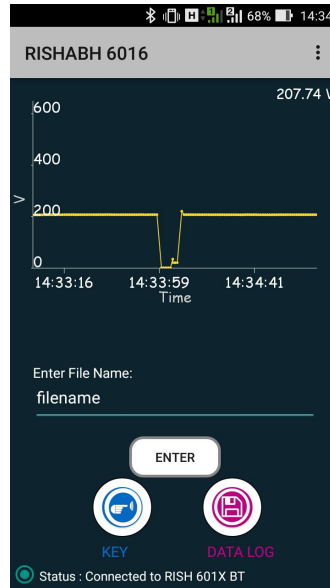 68% 14:34
RISHABH 6016
207.74 V
600
400
200
0
V
14:33:16 14:33:59 14:34:41
Time
Enter File Name:
filename
ENTER
KEY DATA LOG
Status : Connected to RISH 601X BT